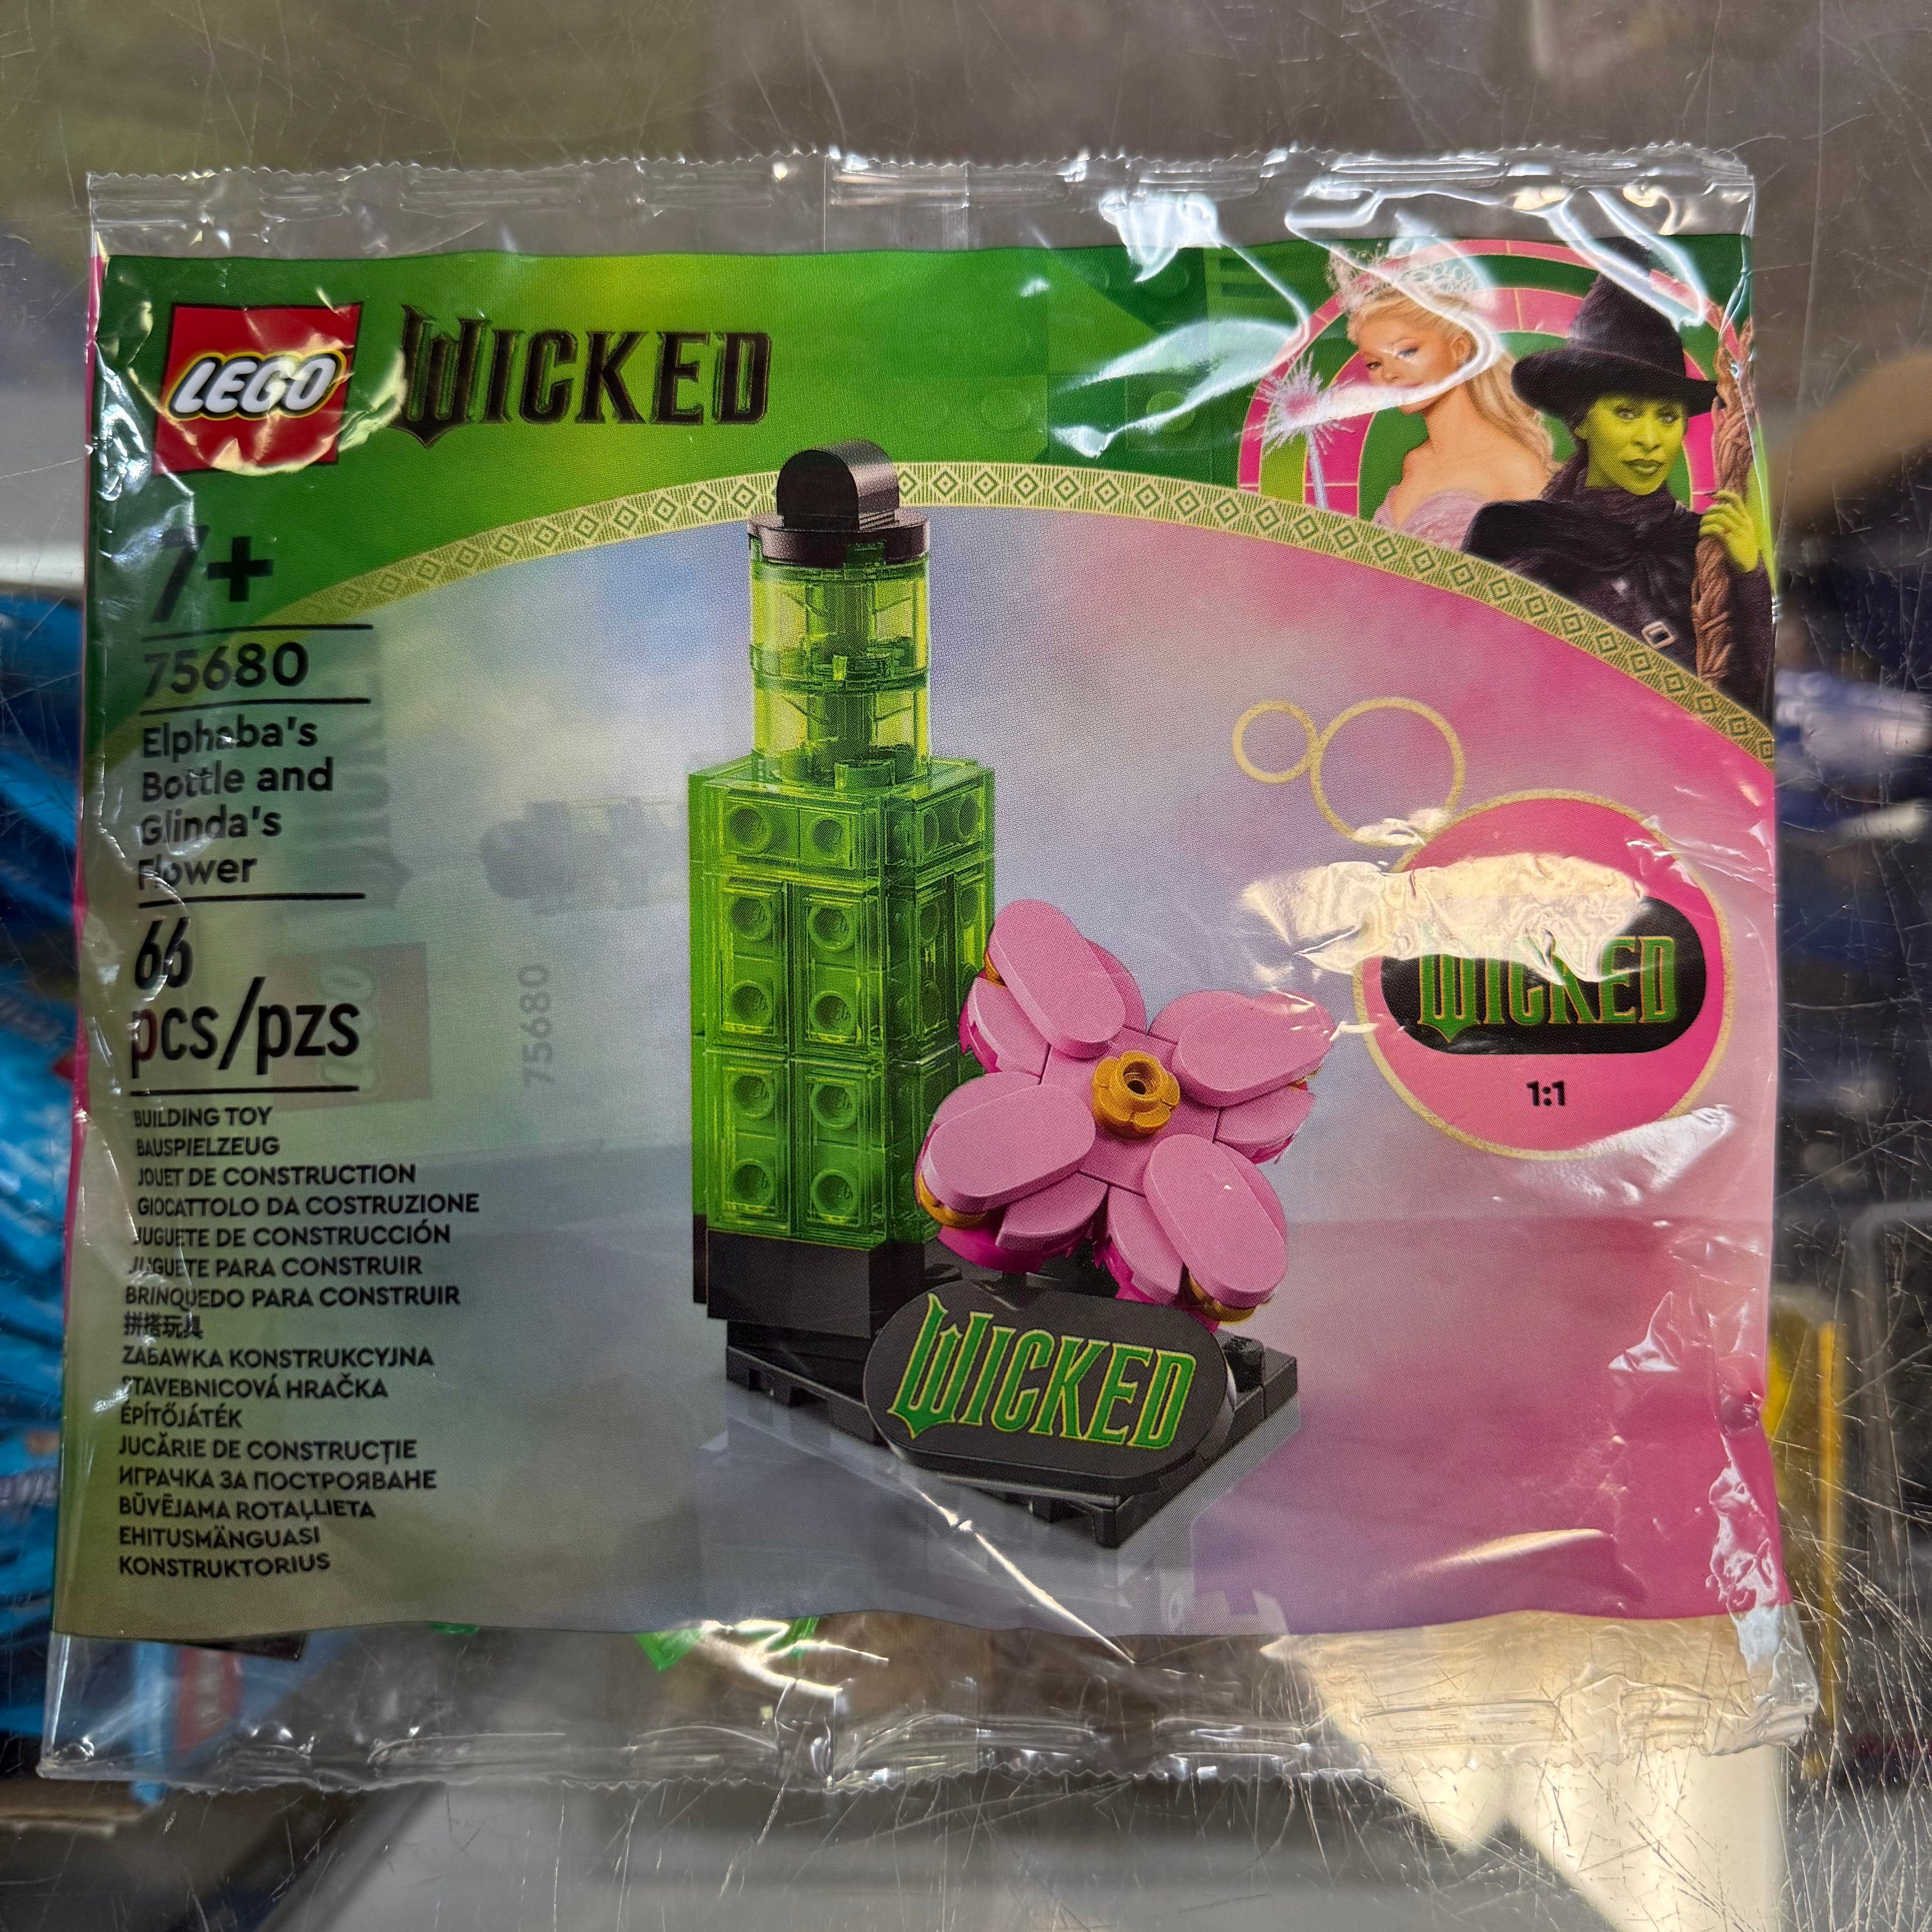 LEGO
WICKED
7+
75680
Elphaba's
Bottle and
Glinda's
Flower
66
pcs/pzs
BUILDING TOY
BAUSPIELZEUG
JOUET DE CONSTRUCTION
GIOCATTOLO DA COSTRUZIONE
JUGUETE DE CONSTRUCCIÓN
JUGUETE PARA CONSTRUIR
BRINQUEDO PARA CONSTRUIR
拼搭玩具
ZABAWKA KONSTRUKCYJNA
STAVEBNICOVÁ HRAČKA
ÉPÍTŐJÁTÉK
JUCĂRIE DE CONSTRUCȚIE
ИГРАЧКА ЗА ПОСТРОЯВАНЕ
BŪVĒJAMA ROTAĻLIETA
EHITUSMÄNGUASI
KONSTRUKTORIUS
75680
WICKED
1:1
WICKED